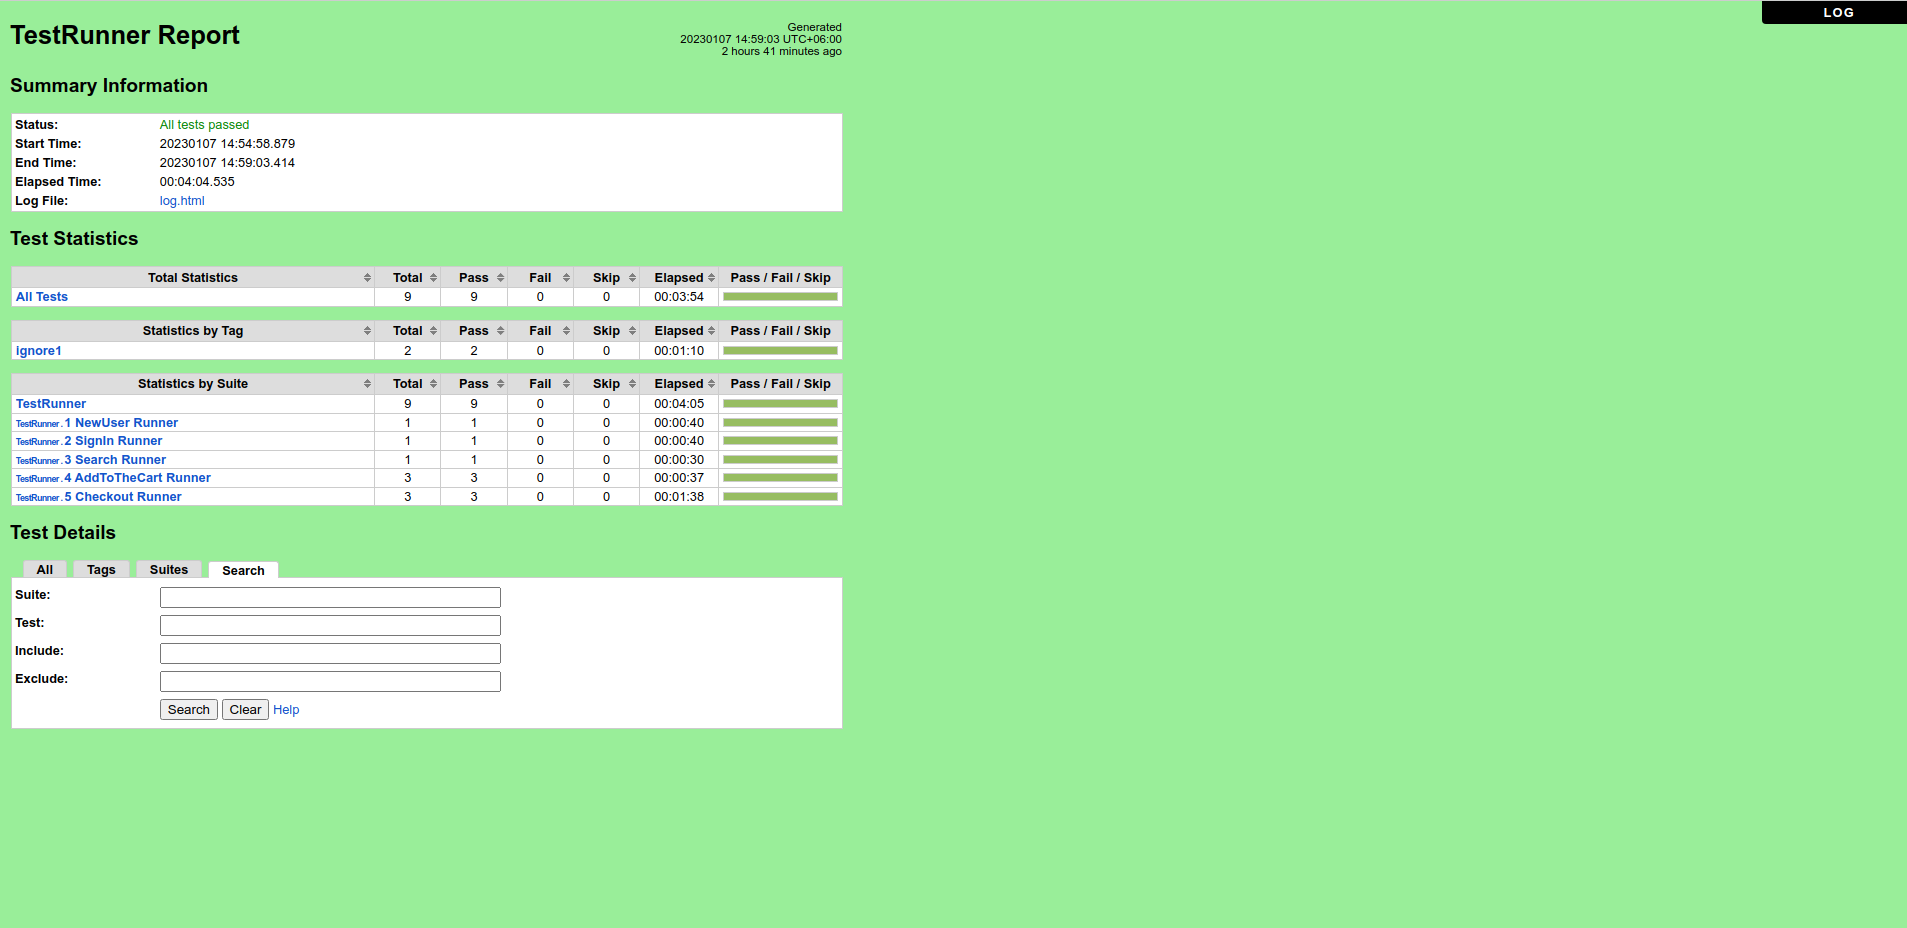 LOG
TestRunner Report
Generated
20230107 14:59:03 UTC+06:00
2 hours 41 minutes ago
Summary Information
Status: All tests passed
Start Time: 20230107 14:54:58.879
End Time: 20230107 14:59:03.414
Elapsed Time: 00:04:04.535
Log File: log.html
Test Statistics
Total Statistics Total Pass Fail Skip Elapsed Pass / Fail / Skip
All Tests 9 9 0 0 00:03:54
Statistics by Tag Total Pass Fail Skip Elapsed Pass / Fail / Skip
ignore1 2 2 0 0 00:01:10
Statistics by Suite Total Pass Fail Skip Elapsed Pass / Fail / Skip
TestRunner 9 9 0 0 00:04:05
TestRunner . 1 NewUser Runner 1 1 0 0 00:00:40
TestRunner . 2 SignIn Runner 1 1 0 0 00:00:40
TestRunner . 3 Search Runner 1 1 0 0 00:00:30
TestRunner . 4 AddToTheCart Runner 3 3 0 0 00:00:37
TestRunner . 5 Checkout Runner 3 3 0 0 00:01:38
Test Details
All Tags Suites Search
Suite:
Test:
Include:
Exclude:
Search Clear Help